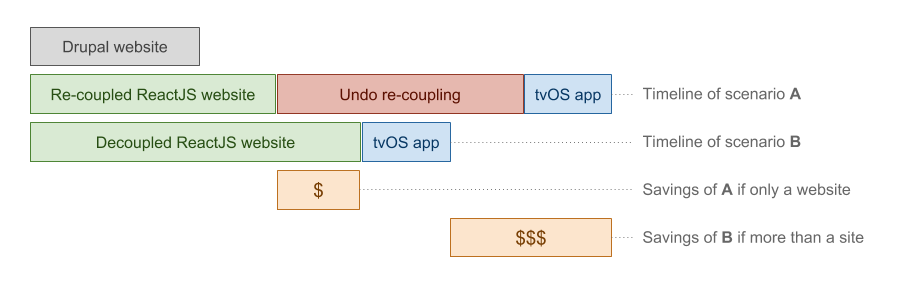 Drupal website
Re-coupled ReactJS website Undo re-coupling tvOS app Timeline of scenario A
Decoupled ReactJS website tvOS app Timeline of scenario B
$ Savings of A if only a website
$$$ Savings of B if more than a site